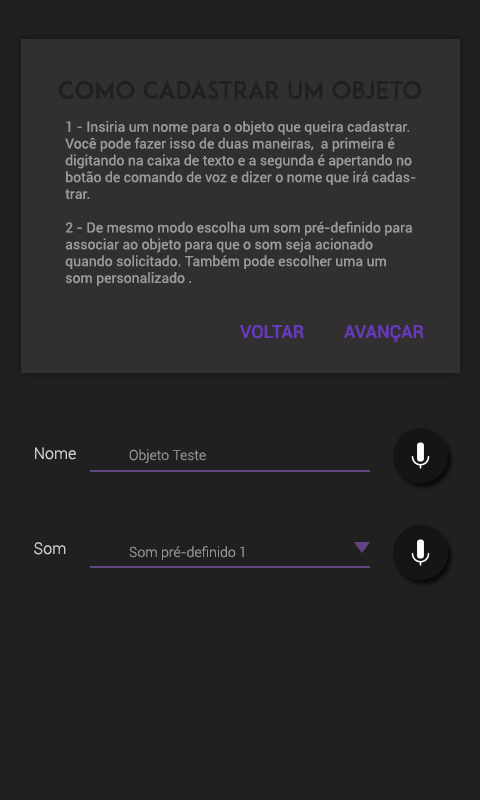 COMO CADASTRAR UM OBJETO
1 - Insiria um nome para o objeto que queira cadastrar.
Você pode fazer isso de duas maneiras, a primeira é
digitando na caixa de texto e a segunda é apertando no
botão de comando de voz e dizer o nome que irá cadas-
trar.
2 - De mesmo modo escolha um som pré-definido para
associar ao objeto para que o som seja acionado
quando solicitado. Também pode escolher uma um
som personalizado .
VOLTAR AVANÇAR
Nome Objeto Teste
Som Som pré-definido 1